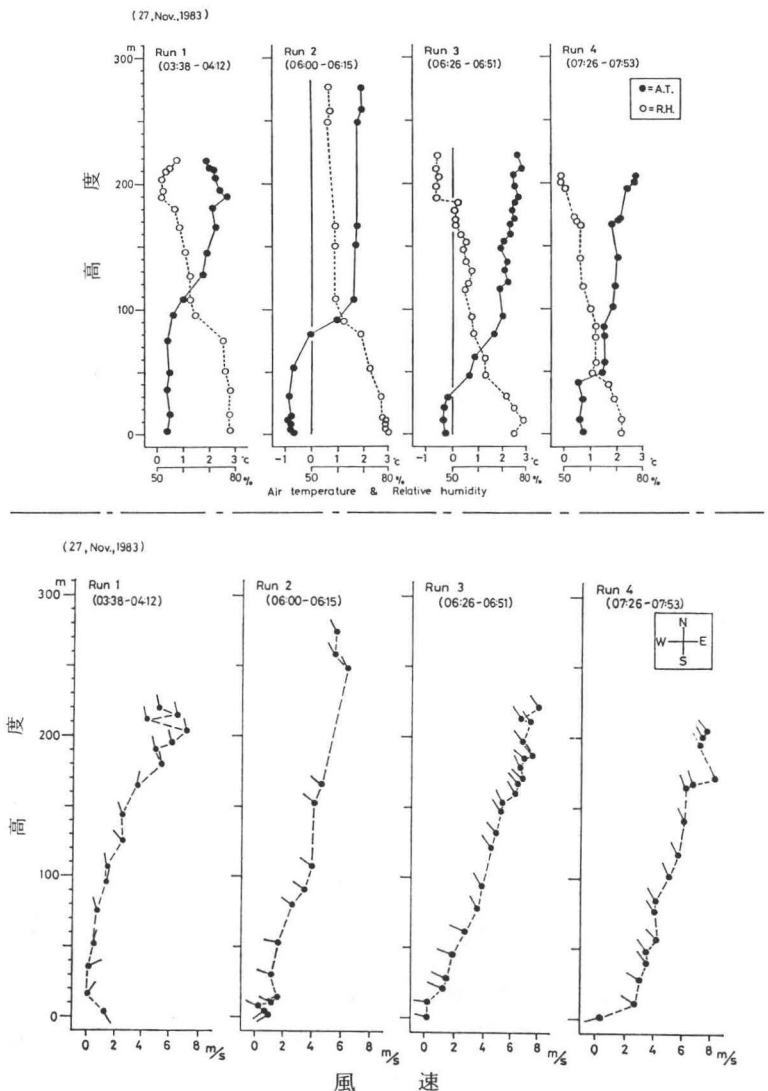 (27, Nov.,1983)
m
300
200
100
0
高度
Run 1
(03:38-04:12)
Run 2
(06:00-06:15)
Run 3
(06:26-06:51)
Run 4
(07:26-07:53)
●=A.T.
○=R.H.
0 1 2 3 °c
50 80 %
-1 0 1 2 3
50 80
-1 0 1 2 3 °c
50 80 %
0 1 2 3 °c
50 80 %
Air temperature & Relative humidity
(27, Nov.,1983)
m
300
200
100
0
高度
Run 1
(03:38-04:12)
Run 2
(06:00-06:15)
Run 3
(06:26-06:51)
Run 4
(07:26-07:53)
N
W E
S
0 2 4 6 8 m/s
0 2 4 6 8 m/s
0 2 4 6 8 m/s
0 2 4 6 8 m/s
風速